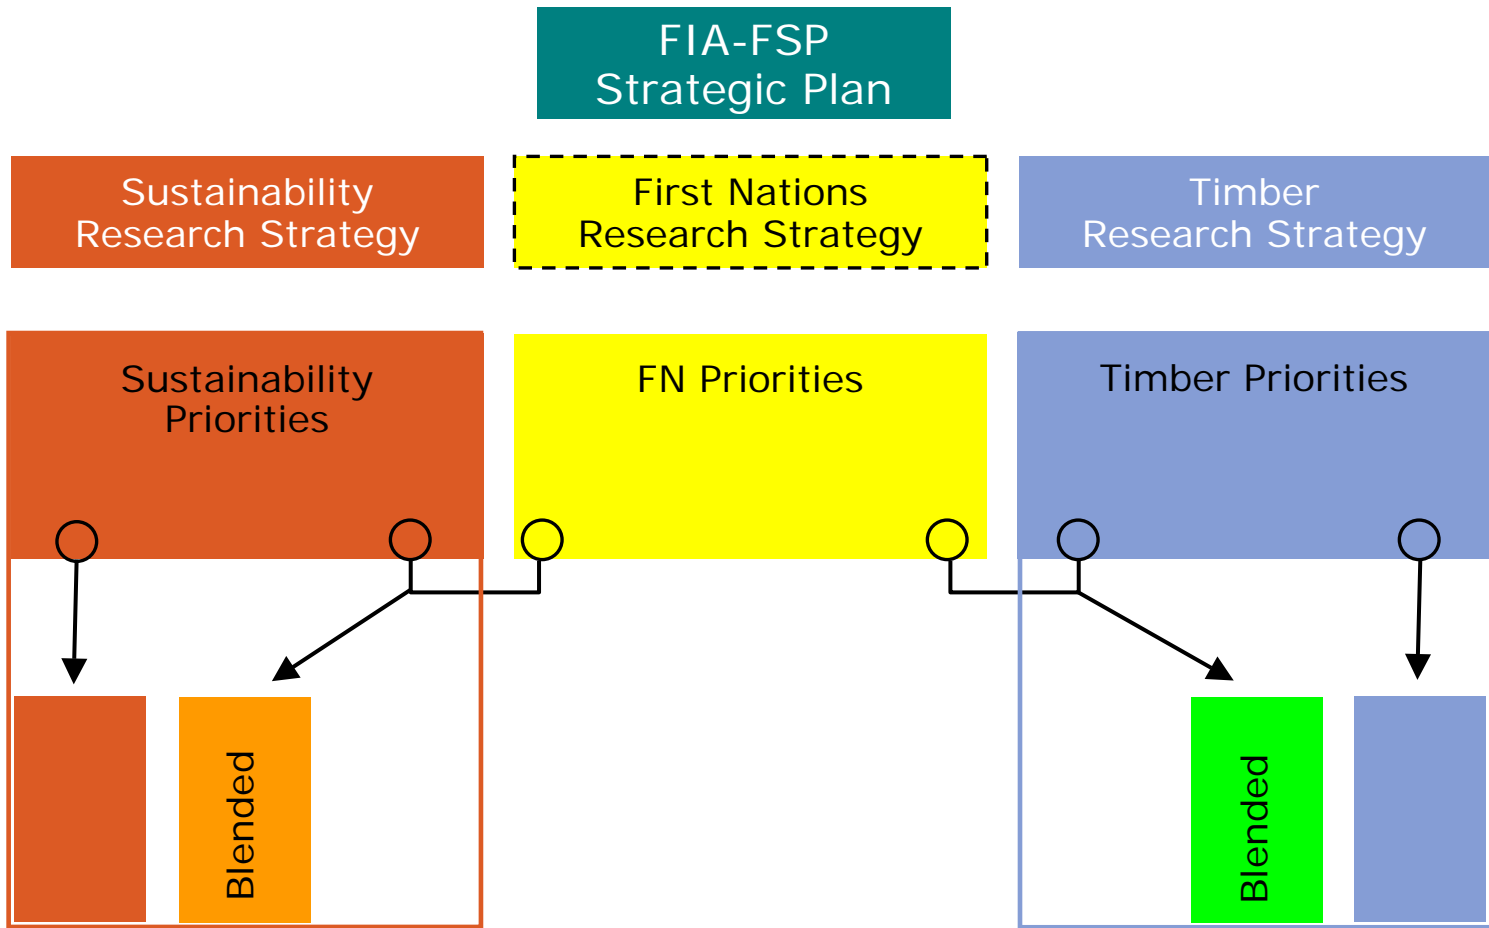 FIA-FSP
Strategic Plan
Sustainability
Research Strategy
First Nations
Research Strategy
Timber
Research Strategy
Sustainability
Priorities
FN Priorities
Timber Priorities
Blended
Blended